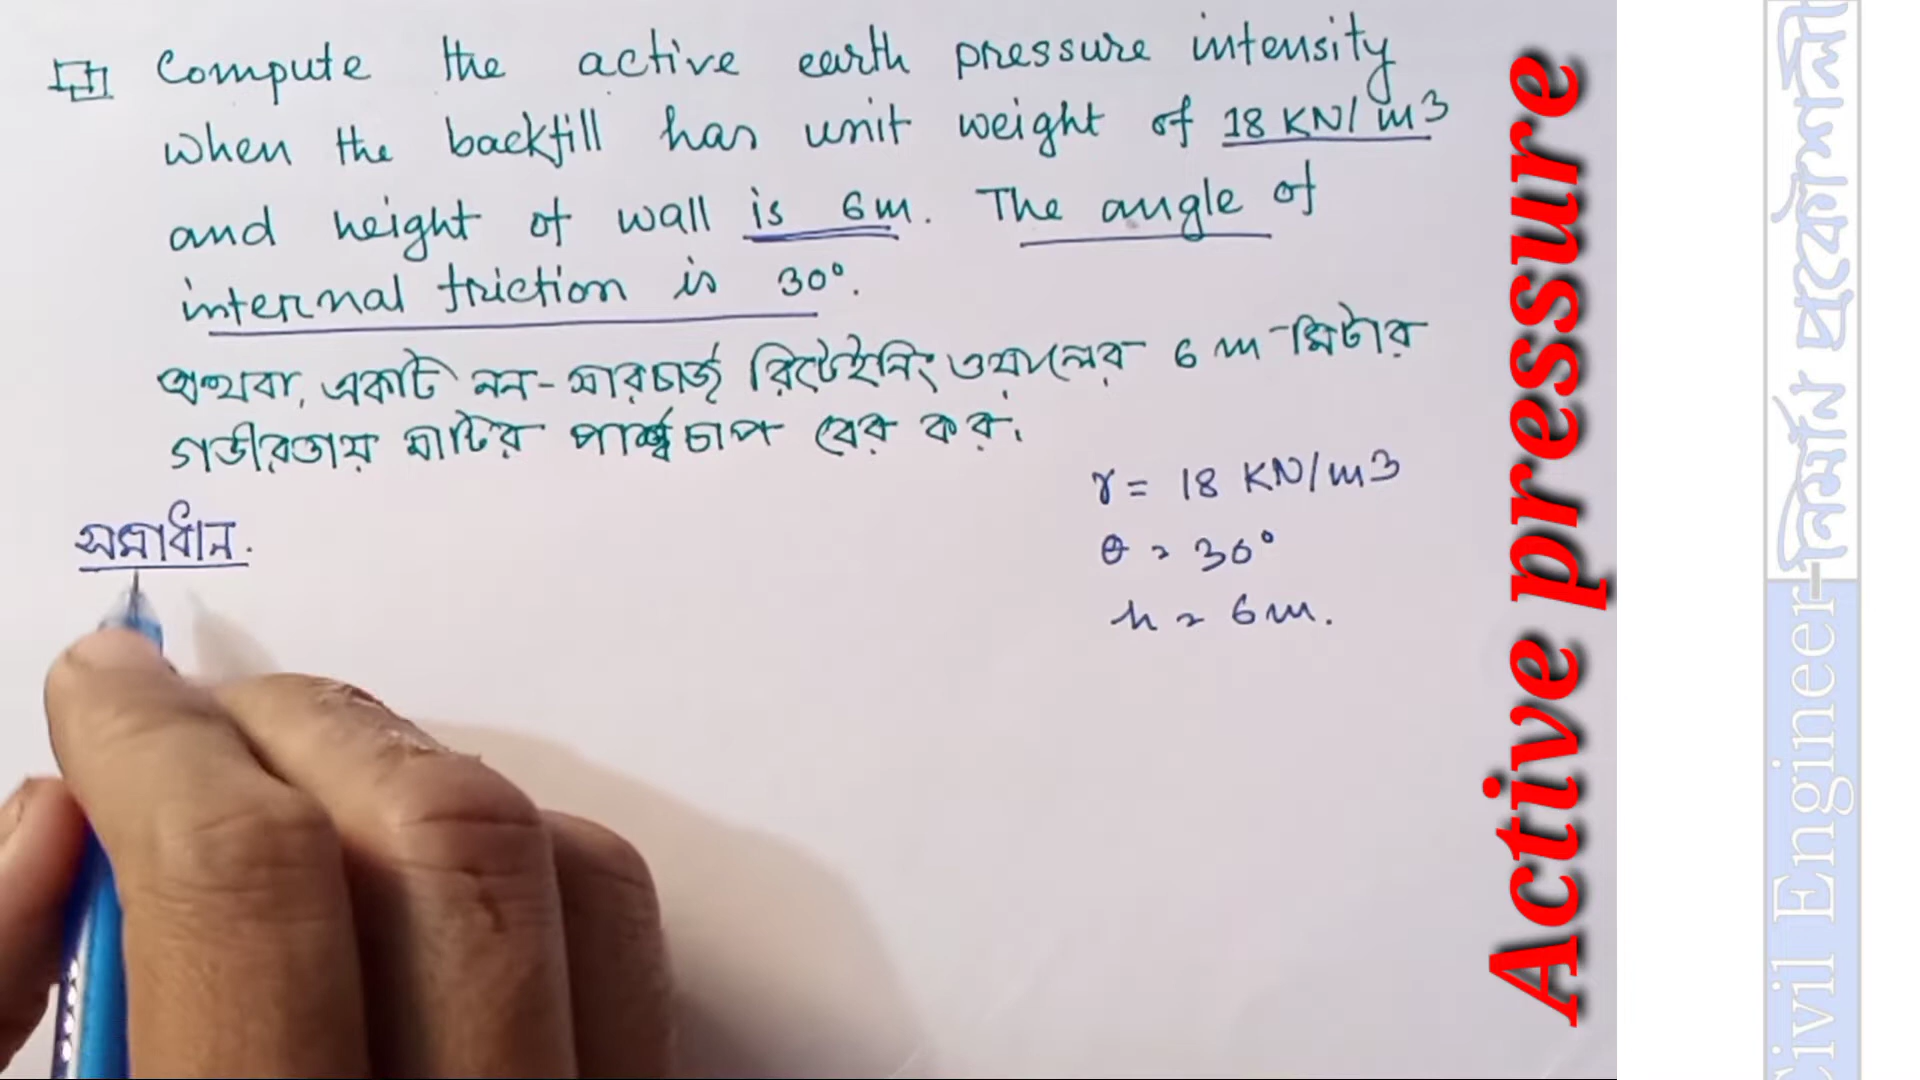 Compute the active earth pressure intensity
when the backfill has unit weight of 18 KN/m3
and height of wall is 6m. The angle of
internal friction is 30°.
অথবা, একটি নন-সারচার্জ রিটেইনিং ওয়ালের 6 m-মিটার
গভীরতায় মাটির পার্শ্বচাপ বের কর।
সমাধান.
γ = 18 KN/m3
θ = 30°
h = 6m.
Active pressure
Civil Engineer-নির্মান প্রকৌশলী